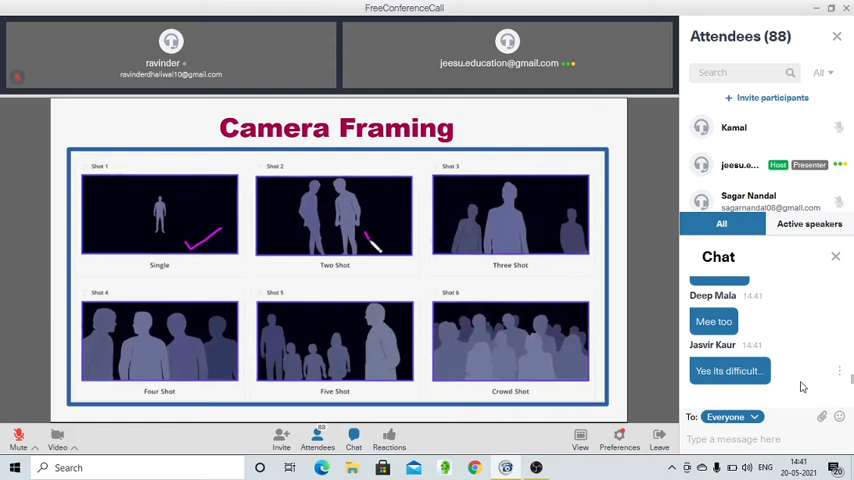 FreeConferenceCall
ravinder
ravinderdhaliwal10@gmail.com
jeesu.education@gmail.com
Camera Framing
Shot 1
Shot 2
Shot 3
Single
Two Shot
Three Shot
Shot 4
Shot 5
Shot 6
Four Shot
Five Shot
Crowd Shot
Attendees (88)
Search
All
+ Invite participants
Kamal
jeesu.e...
Host
Presenter
Sagar Nandal
sagarnandal08@gmail.com
All
Active speakers
Chat
Deep Mala 14:41
Mee too
Jasvir Kaur 14:41
Yes its difficult...
To: Everyone
Type a message here
Mute
Video
Invite
88
Attendees
Chat
Reactions
View
Preferences
Leave
Search
ENG
14:41
20-05-2021
20